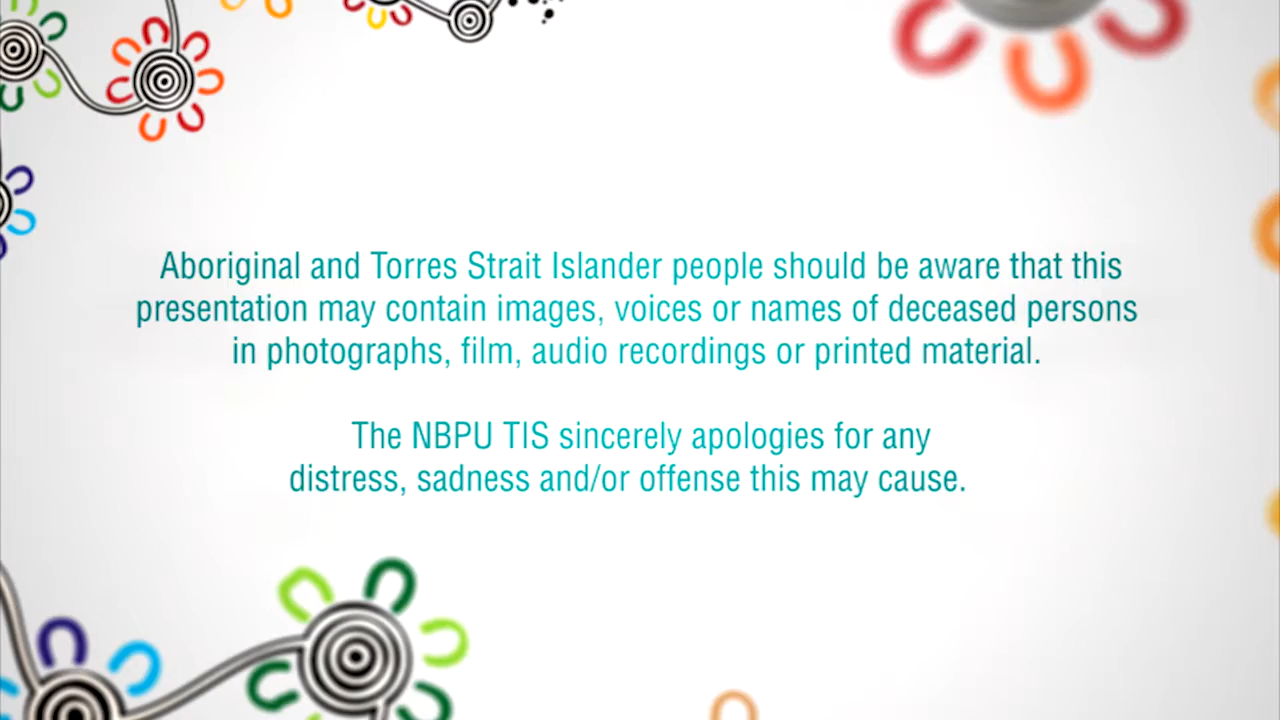 Aboriginal and Torres Strait Islander people should be aware that this
presentation may contain images, voices or names of deceased persons
in photographs, film, audio recordings or printed material.
The NBPU TIS sincerely apologies for any
distress, sadness and/or offense this may cause.